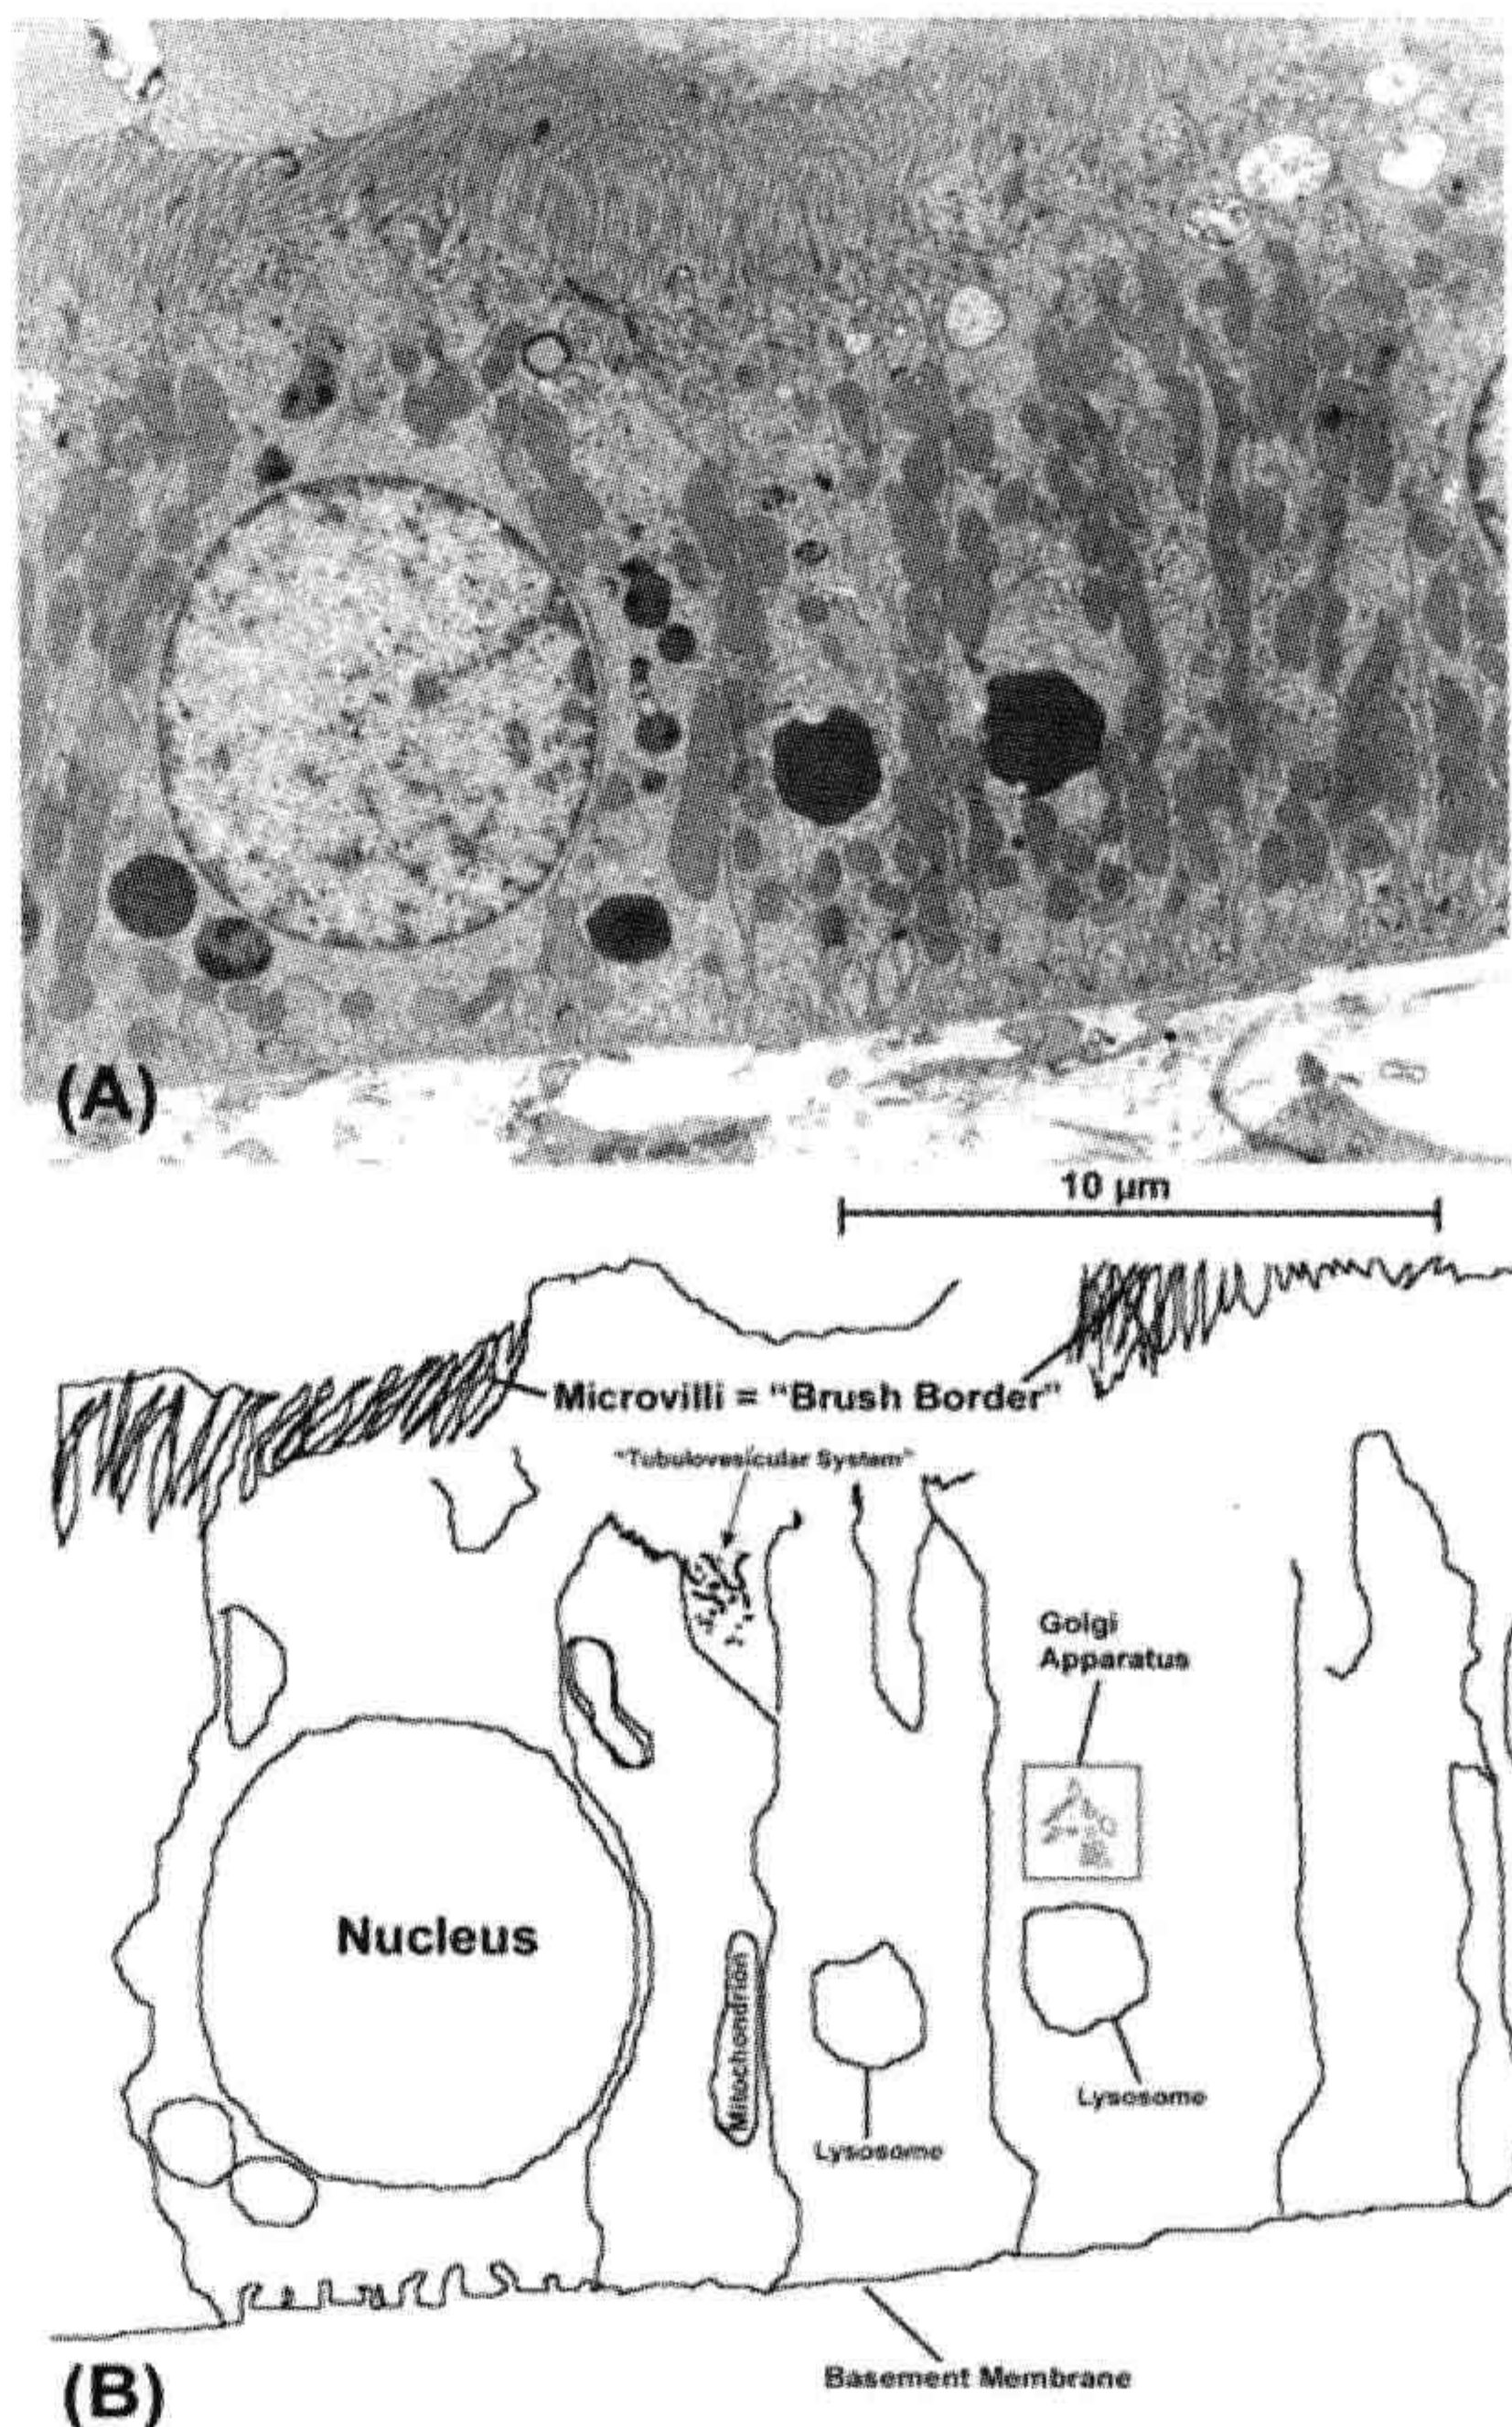 (A)
10 µm
Microvilli = "Brush Border"
"Tubulovesicular System"
Golgi
Apparatus
Nucleus
Mitochondrion
Lysosome
Lysosome
Basement Membrane
(B)